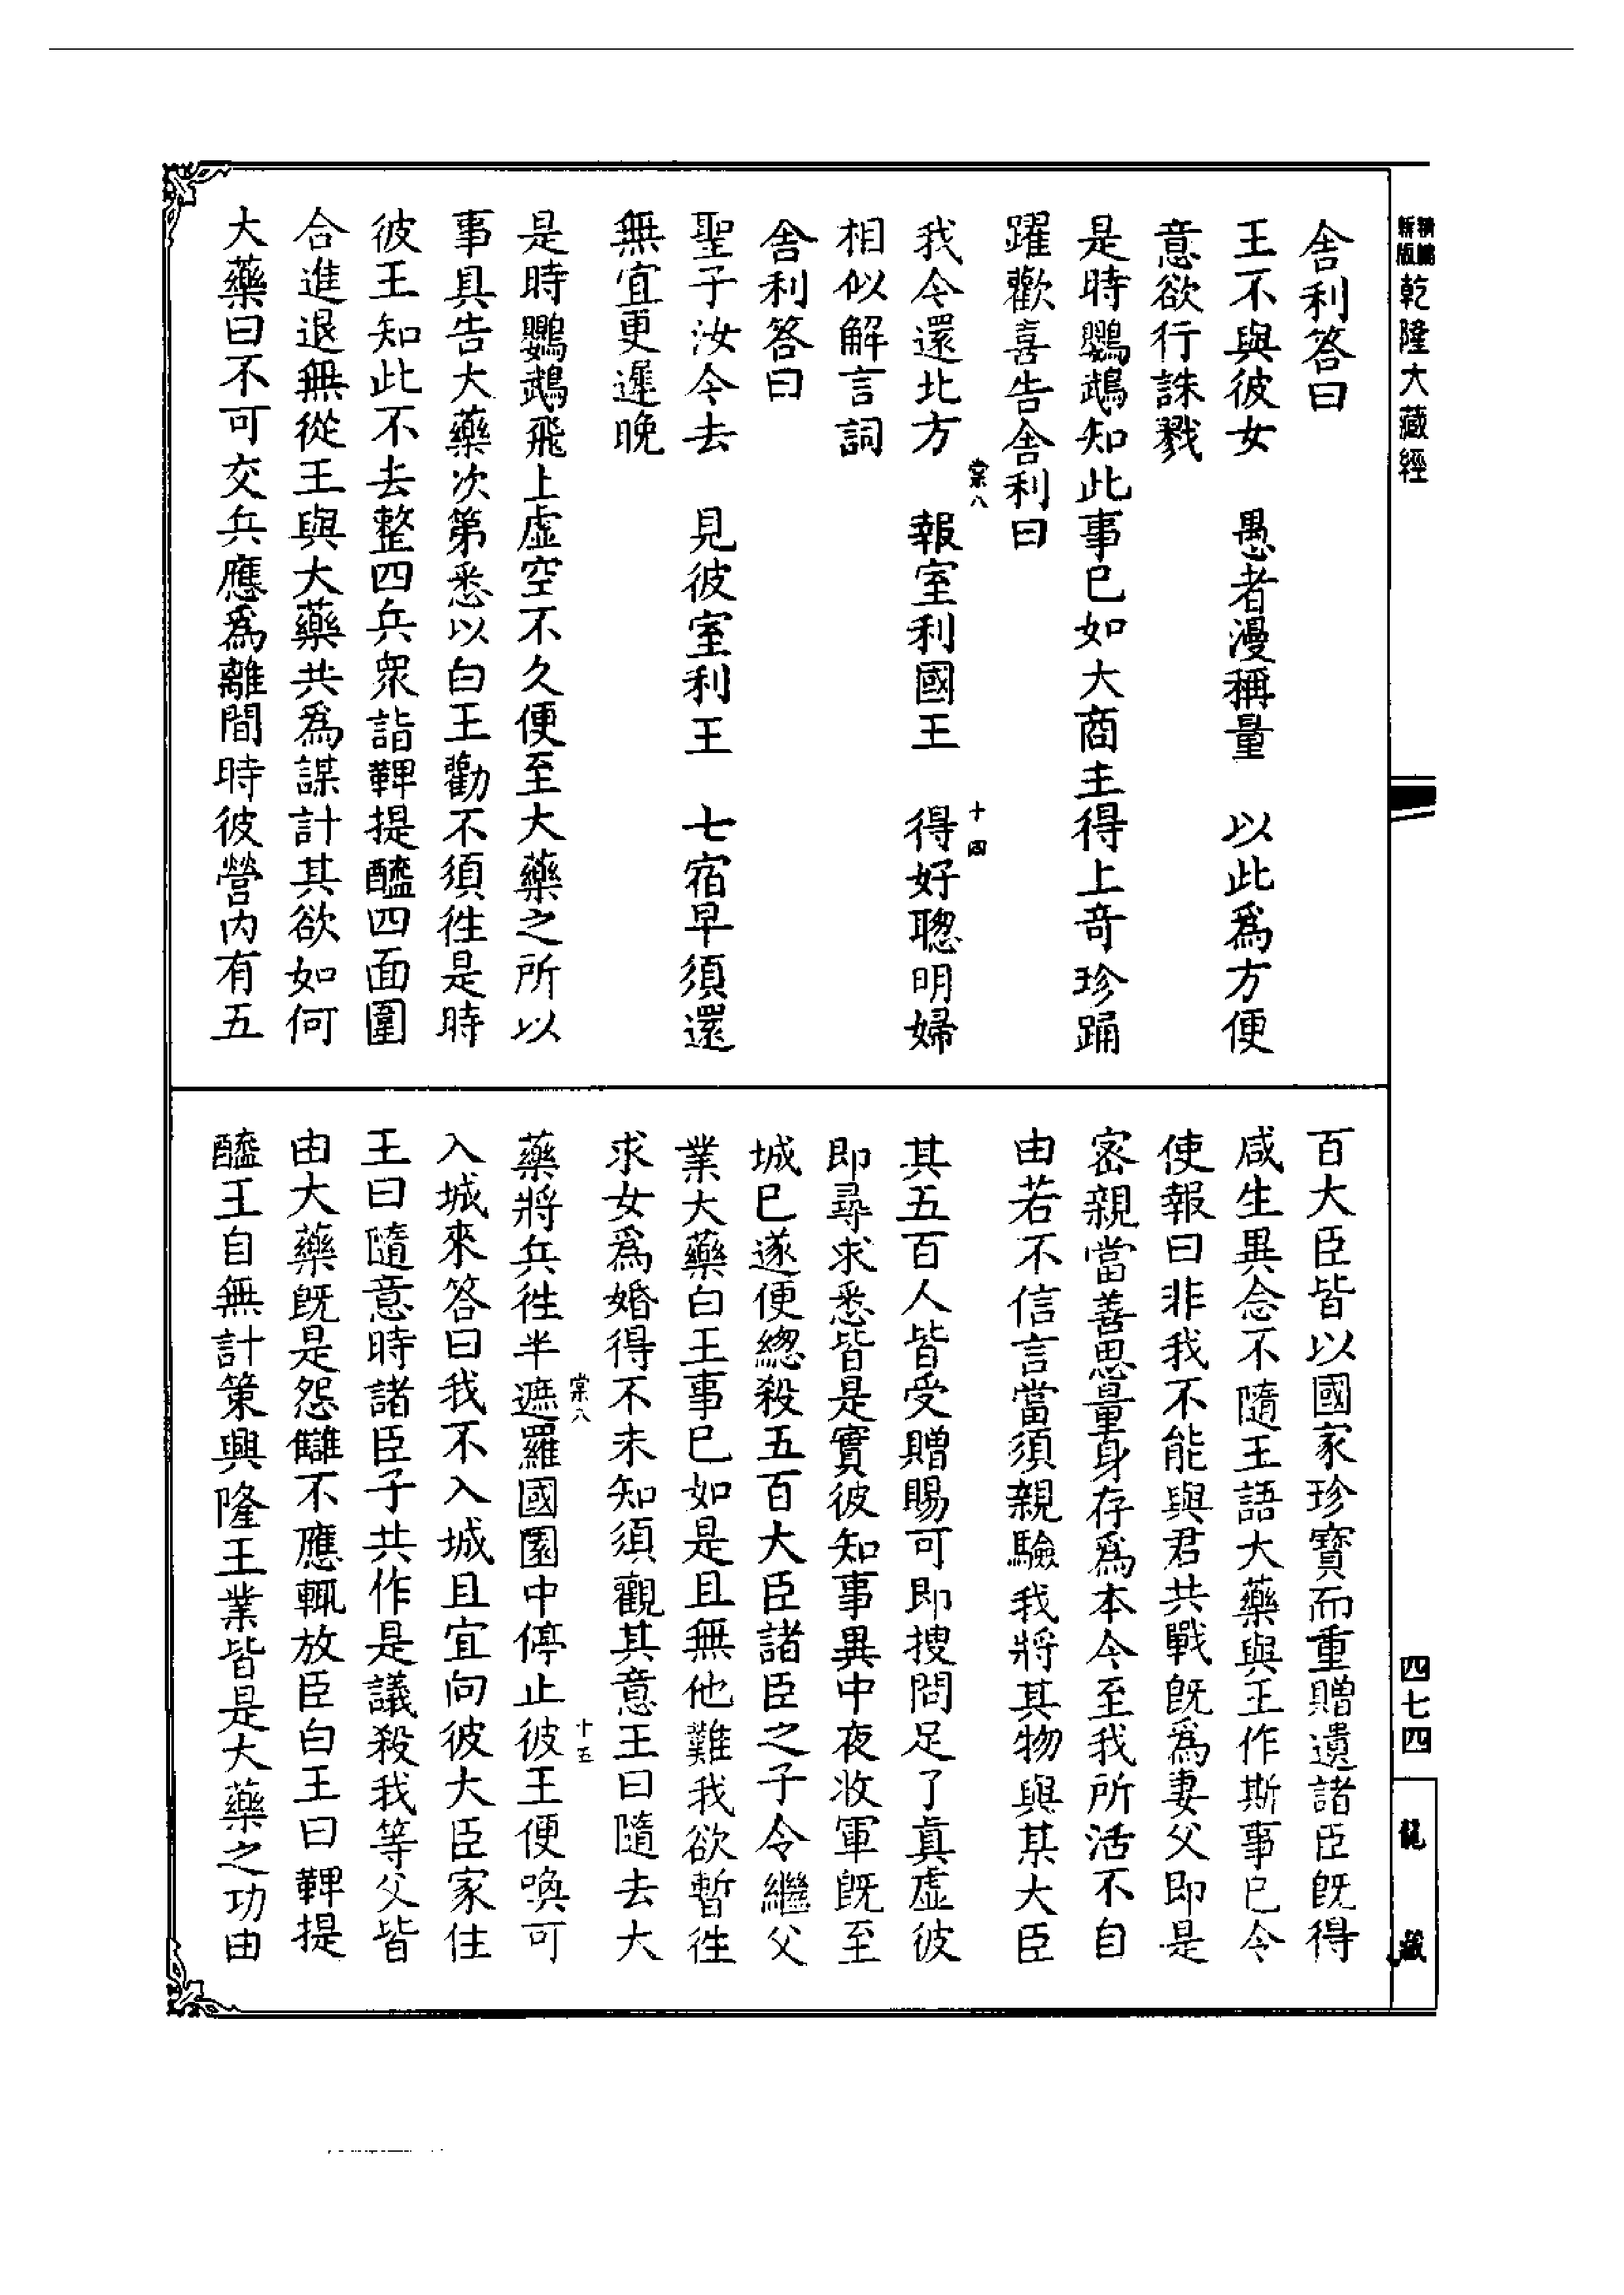 精編新版
乾隆大藏經
舍利答曰
王不與彼女　愚者漫稱量　以此為方便
意欲行誅戮
是時鸚鵡知此事已如大商主得上奇珍踊
躍歡喜告舍利曰
棠八
十四
我令還北方　報室利國王　得好聰明婦
相似解言詞
舍利答曰
聖子汝令去　見彼室利王　七宿早須還
無宜更遲晚
是時鸚鵡飛上虛空不久便至大藥之所以
事具告大藥次第悉以白王勸不須往是時
彼王知此不去整四兵眾詣鞞提醯四面圍
合進退無從王與大藥共為謀計其欲如何
大藥曰不可交兵應為離間時彼營內有五
百大臣皆以國家珍寶而重贈遺諸臣既得
咸生異念不隨王語大藥與王作斯事已令
使報曰非我不能與君共戰既為妻父即是
密親當善思量身存為本今至我所活不自
由若不信言當須親驗我將其物與某大臣
其五百人皆受贈賜可即搜問足了真虛彼
即尋求悉皆是實彼知事異中夜收軍既至
城已遂便總殺五百大臣諸臣之子令繼父
業大藥白王事已如是且無他難我欲暫往
求女為婚得不未知須觀其意王曰隨去大
棠八
十五
藥將兵往半遮羅國園中停止彼王便喚可
入城來答曰我不入城且宜向彼大臣家住
王曰隨意時諸臣子共作是議殺我等父皆
由大藥既是怨讎不應輒放臣白王曰鞞提
醯王自無計策興隆王業皆是大藥之功由
四七四
龍藏